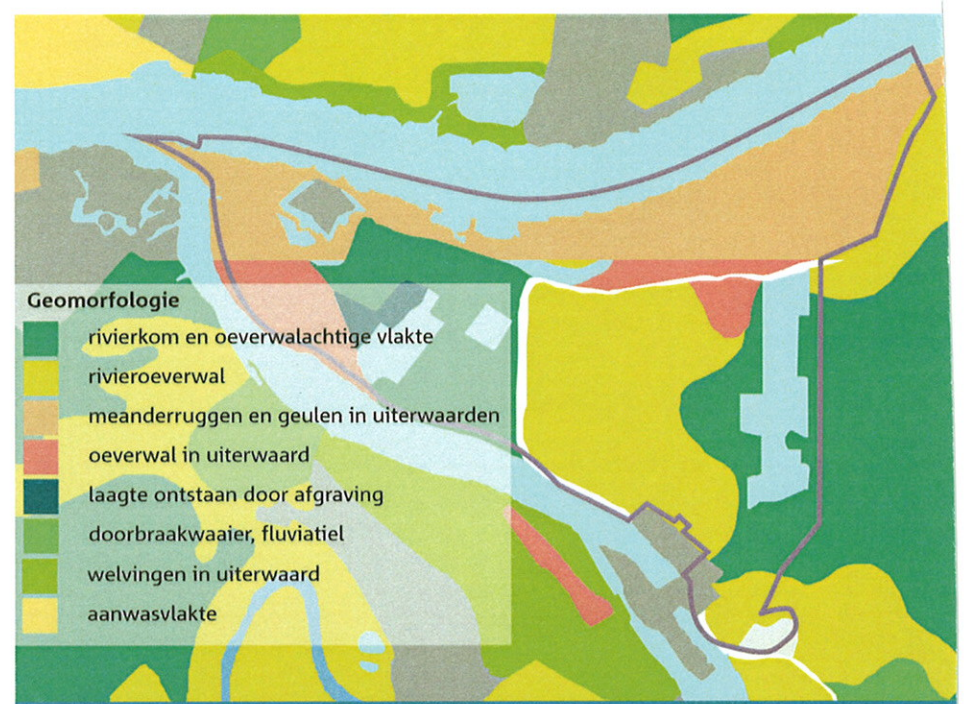 Geomorfologie
rivierkom en oeverwalachtige vlakte
rivieroeverwal
meanderruggen en geulen in uiterwaarden
oeverwal in uiterwaard
laagte ontstaan door afgraving
doorbraakwaaier, fluviatiel
welvingen in uiterwaard
aanwasvlakte